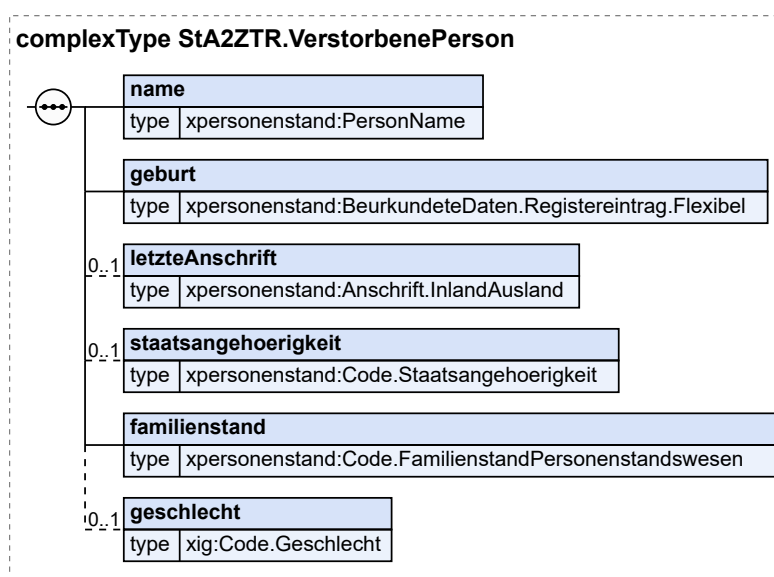 complexType StA2ZTR.VerstorbenePerson
name
type xpersonenstand:PersonName
geburt
type xpersonenstand:BeurkundeteDaten.Registereintrag.Flexibel
0..1 letzteAnschrift
type xpersonenstand:Anschrift.InlandAusland
0..1 staatsangehoerigkeit
type xpersonenstand:Code.Staatsangehoerigkeit
familienstand
type xpersonenstand:Code.FamilienstandPersonenstandswesen
0..1 geschlecht
type xig:Code.Geschlecht